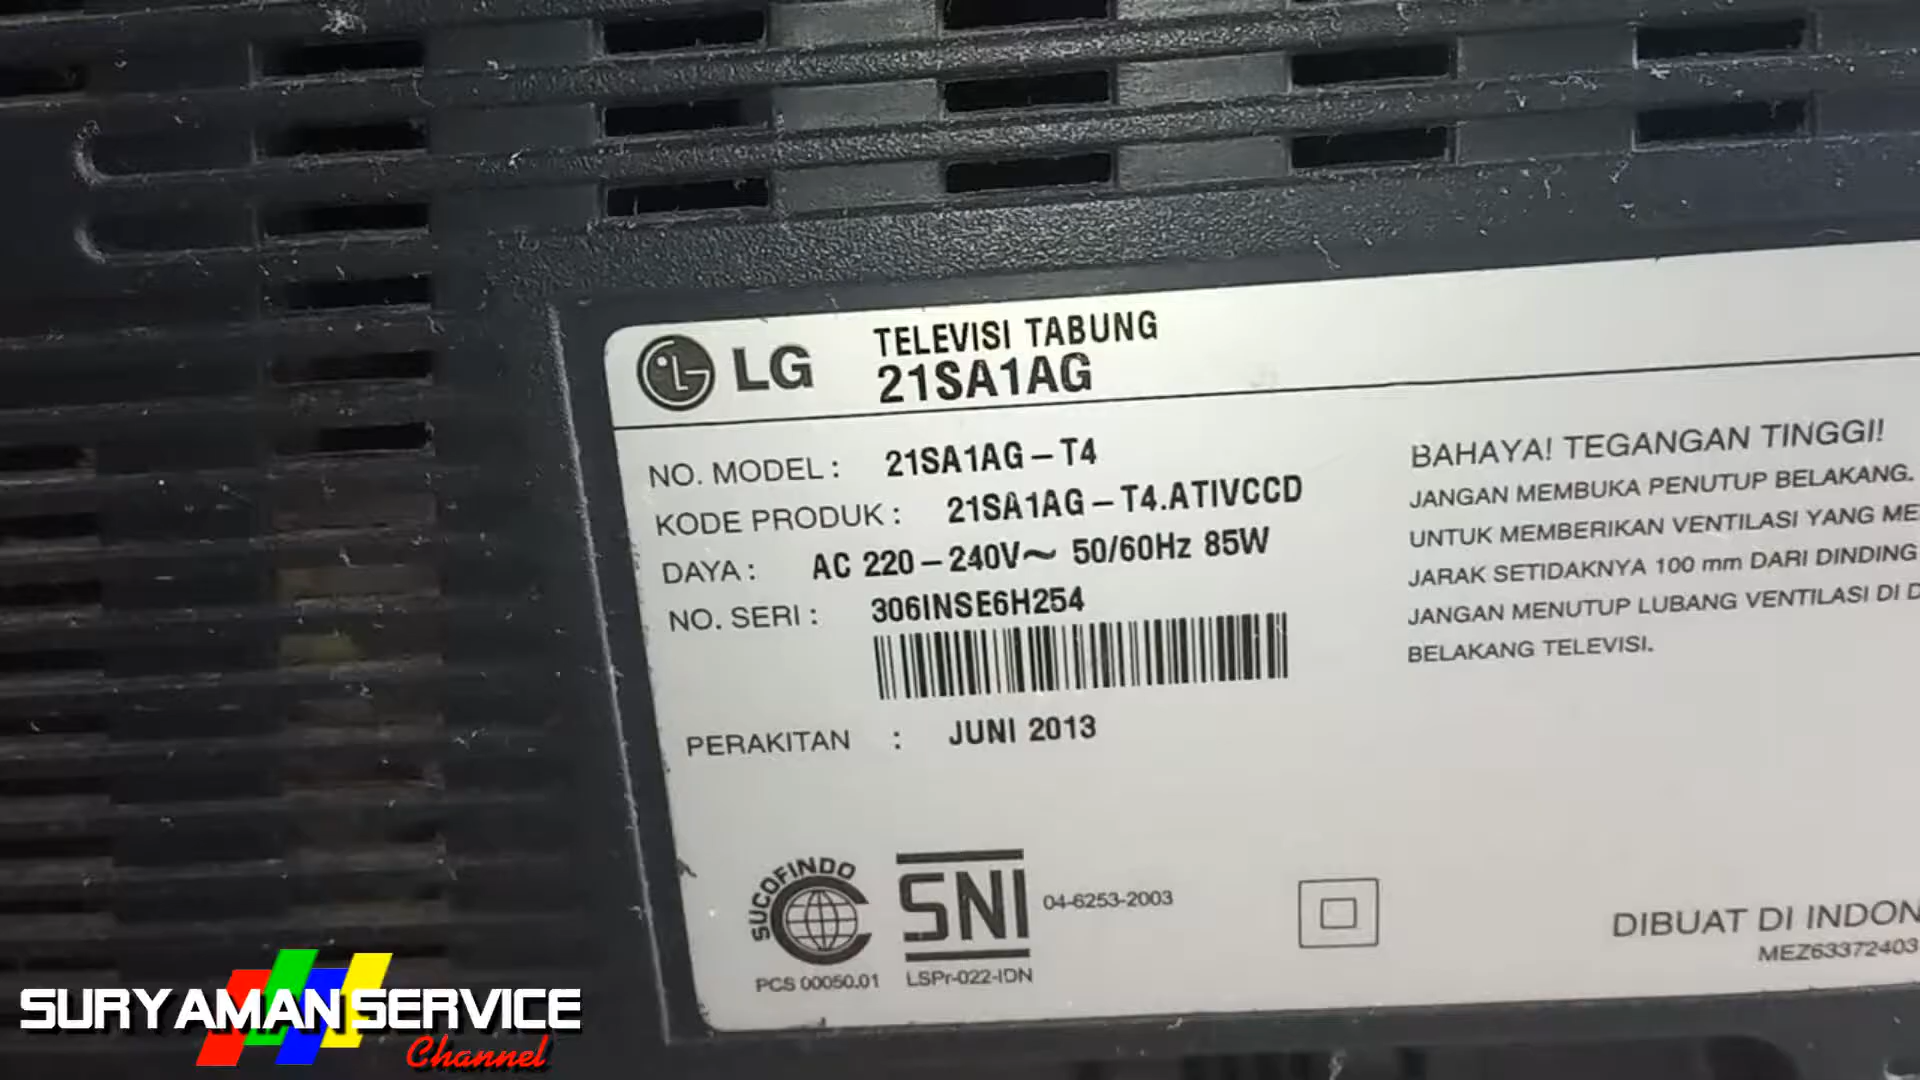 LG TELEVISI TABUNG
21SA1AG
NO. MODEL : 21SA1AG-T4
KODE PRODUK : 21SA1AG-T4.ATIVCCD
DAYA : AC 220-240V~ 50/60Hz 85W
NO. SERI : 306INSE6H254
PERAKITAN : JUNI 2013
BAHAYA! TEGANGAN TINGGI!
JANGAN MEMBUKA PENUTUP BELAKANG.
UNTUK MEMBERIKAN VENTILASI YANG ME
JARAK SETIDAKNYA 100 mm DARI DINDING
JANGAN MENUTUP LUBANG VENTILASI DI D
BELAKANG TELEVISI.
SUCOFINDO
PCS 00050.01
SNI 04-6253-2003
LSPr-022-IDN
DIBUAT DI INDON
MEZ63372403
SURYAMAN SERVICE
Channel